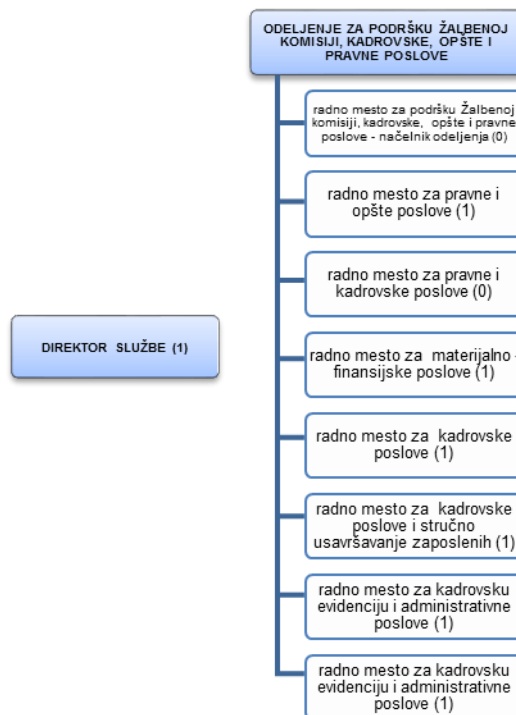 ODELJENJE ZA PODRŠKU ŽALBENOJ
KOMISIJI, KADROVSKE, OPŠTE I
PRAVNE POSLOVE
radno mesto za podršku Žalbenoj
komisiji, kadrovske, opšte i pravne
poslove - načelnik odeljenja (0)
radno mesto za pravne i
opšte poslove (1)
radno mesto za pravne i
kadrovske poslove (0)
DIREKTOR SLUŽBE (1)
radno mesto za materijalno -
finansijske poslove (1)
radno mesto za kadrovske
poslove (1)
radno mesto za kadrovske
poslove i stručno
usavršavanje zaposlenih (1)
radno mesto za kadrovsku
evidenciju i administrativne
poslove (1)
radno mesto za kadrovsku
evidenciju i administrativne
poslove (1)